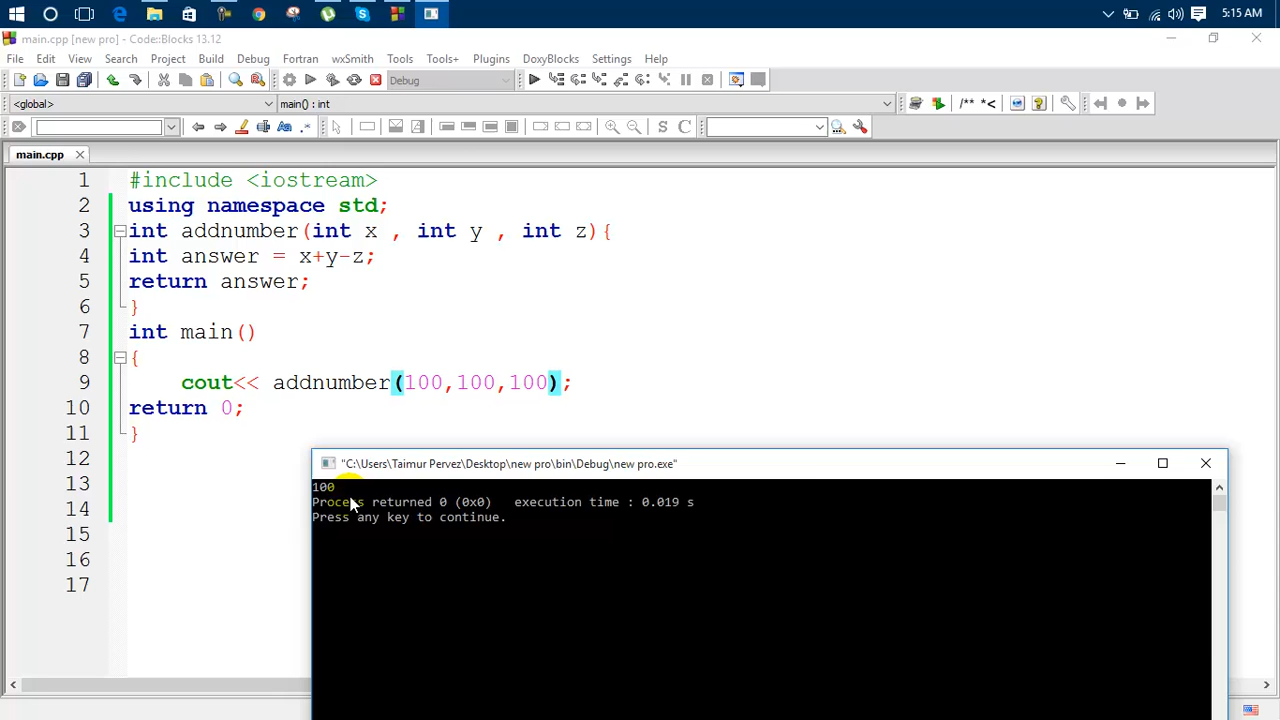 5:15 AM
main.cpp [new pro] - Code::Blocks 13.12
File Edit View Search Project Build Debug Fortran wxSmith Tools Tools+ Plugins DoxyBlocks Settings Help
Debug
<global> main() : int /** *<
S C
main.cpp
1 #include <iostream>
2 using namespace std;
3 int addnumber(int x , int y , int z){
4 int answer = x+y-z;
5 return answer;
6 }
7 int main()
8 {
9 cout<< addnumber(100,100,100);
10 return 0;
11 }
12
13
14
15
16
17
"C:\Users\Taimur Pervez\Desktop\new pro\bin\Debug\new pro.exe"
100
Process returned 0 (0x0) execution time : 0.019 s
Press any key to continue.